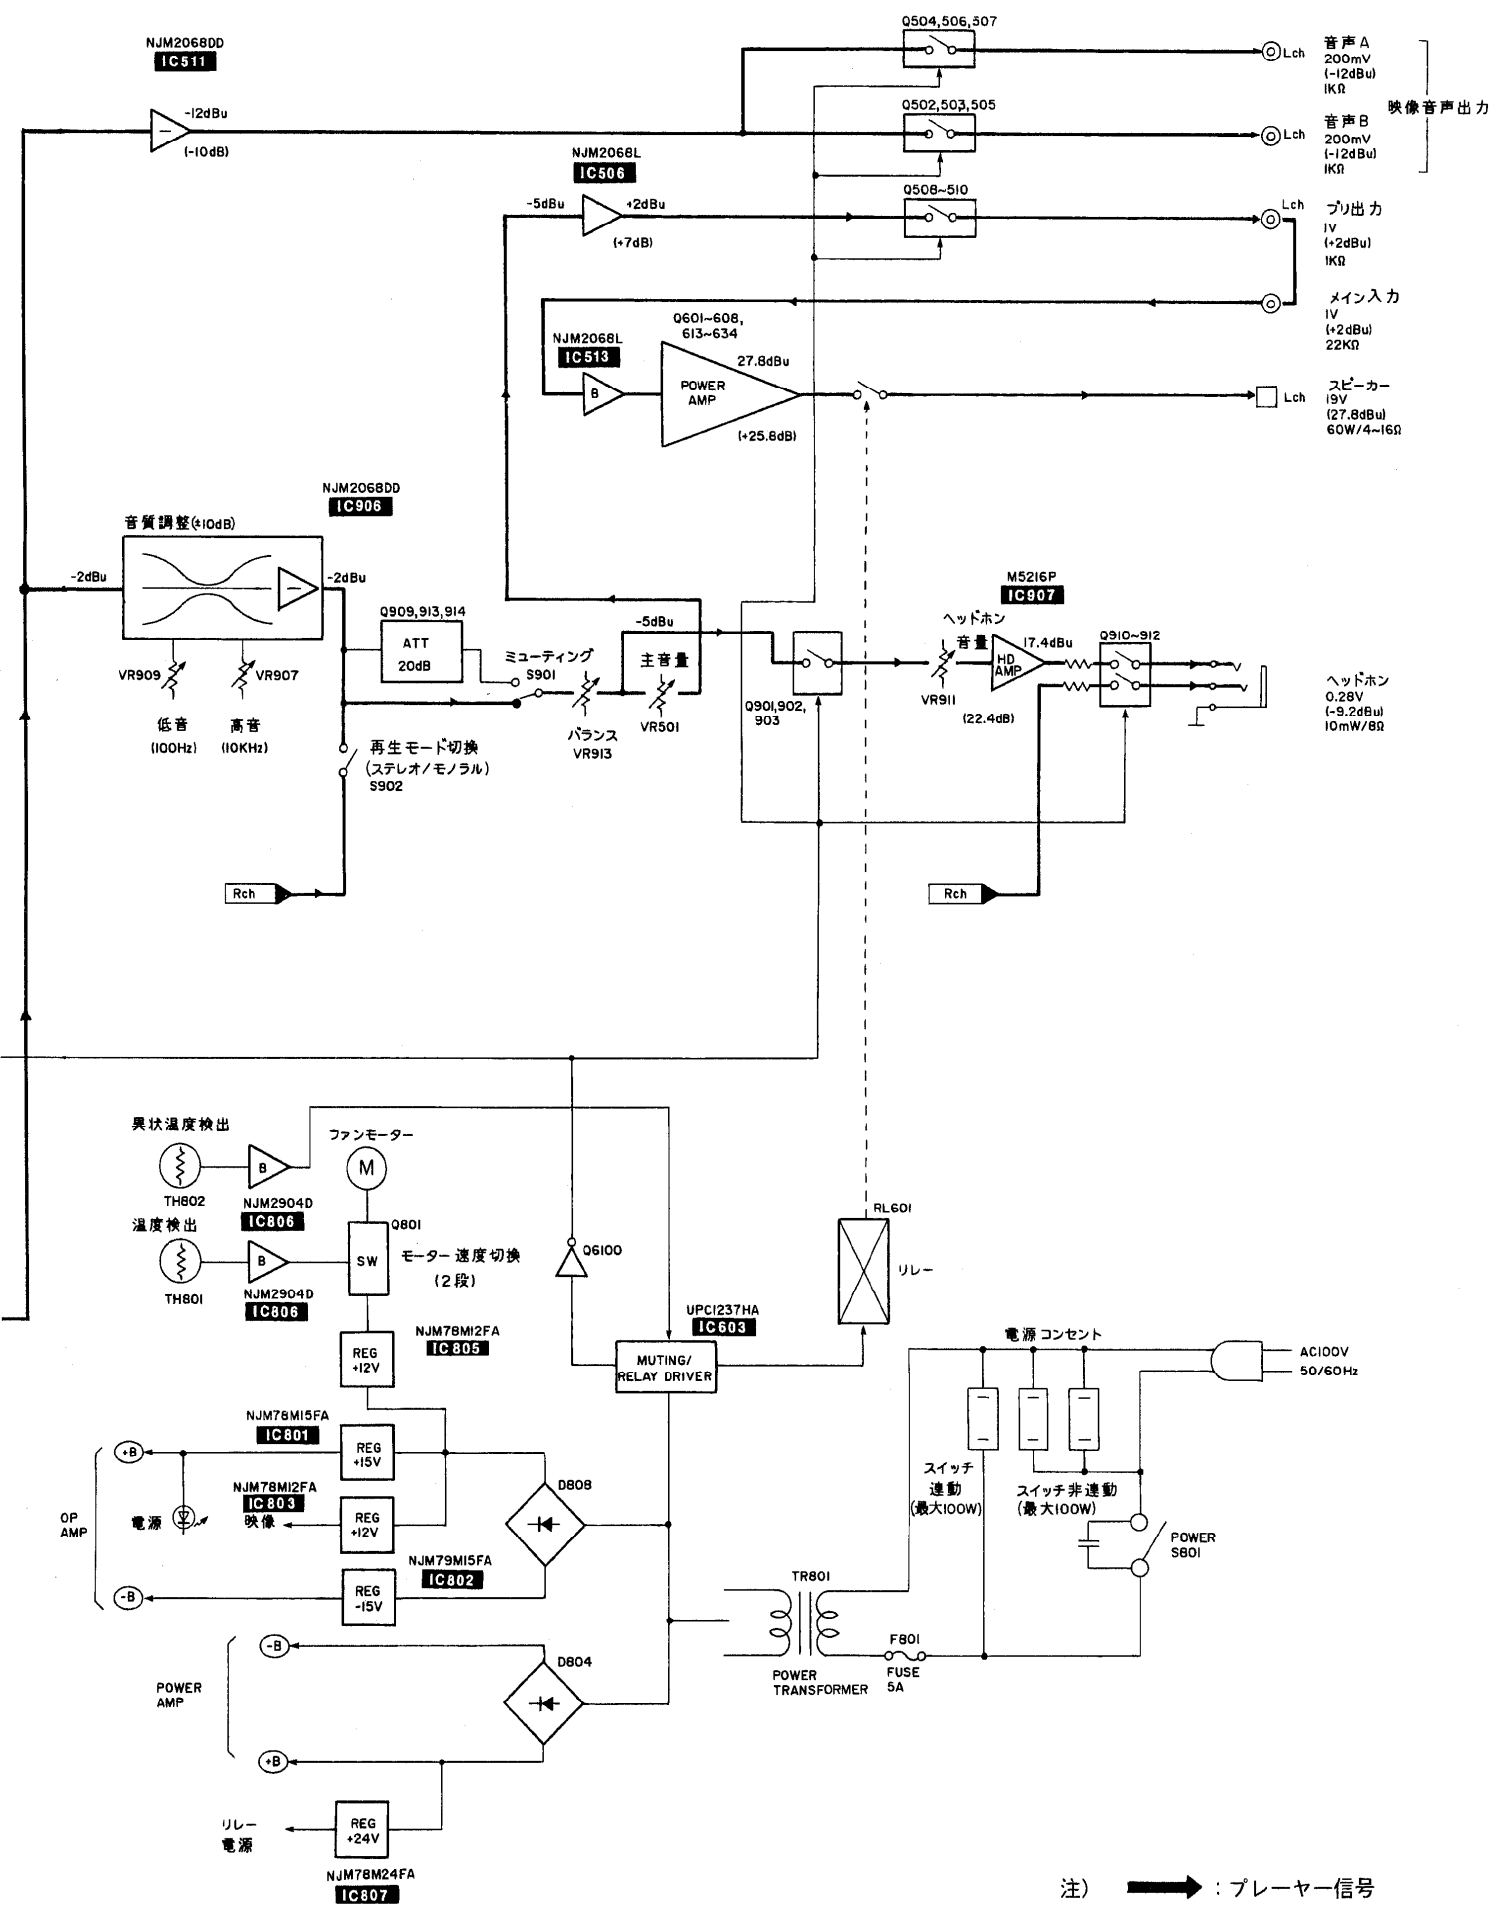 NJM2068DD
IC511
-12dBu
(-10dB)
Q504,506,507
Lch
音声A
200mV
(-12dBu)
1KΩ
映像音声出力
Q502,503,505
Lch
音声B
200mV
(-12dBu)
1KΩ
NJM2068L
IC506
-5dBu
+2dBu
(+7dB)
Q508~510
Lch
プリ出力
1V
(+2dBu)
1KΩ
メイン入力
1V
(+2dBu)
22KΩ
Q601~608,
613~634
NJM2068L
IC513
B
POWER
AMP
27.8dBu
(+25.8dB)
Lch
スピーカー
19V
(27.8dBu)
60W/4~16Ω
NJM2068DD
IC906
音質調整(±10dB)
-2dBu
-2dBu
VR909
VR907
低音
(100Hz)
高音
(10KHz)
Q909,913,914
ATT
20dB
ミューティング
S901
バランス
VR913
主音量
VR501
-5dBu
再生モード切換
(ステレオ/モノラル)
S902
Rch
Q901,902,
903
M5216P
IC907
ヘッドホン
音量
VR911
HD
AMP
17.4dBu
(22.4dB)
Q910~912
ヘッドホン
0.28V
(-9.2dBu)
10mW/8Ω
Rch
異状温度検出
TH802
B
NJM2904D
IC806
ファンモーター
M
温度検出
TH801
B
NJM2904D
IC806
Q801
SW
モーター速度切換
(2段)
Q6100
RL601
リレー
UPC1237HA
IC603
MUTING/
RELAY DRIVER
NJM78M12FA
IC805
REG
+12V
NJM78M15FA
IC801
REG
+15V
+B
NJM78M12FA
IC803
映像
REG
+12V
電源
OP
AMP
NJM79M15FA
IC802
REG
-15V
-B
D808
-B
D804
POWER
AMP
+B
リレー
電源
REG
+24V
NJM78M24FA
IC807
電源コンセント
AC100V
50/60Hz
スイッチ
連動
(最大100W)
スイッチ非連動
(最大100W)
POWER
S801
TR801
POWER
TRANSFORMER
F801
FUSE
5A
注) :プレーヤー信号